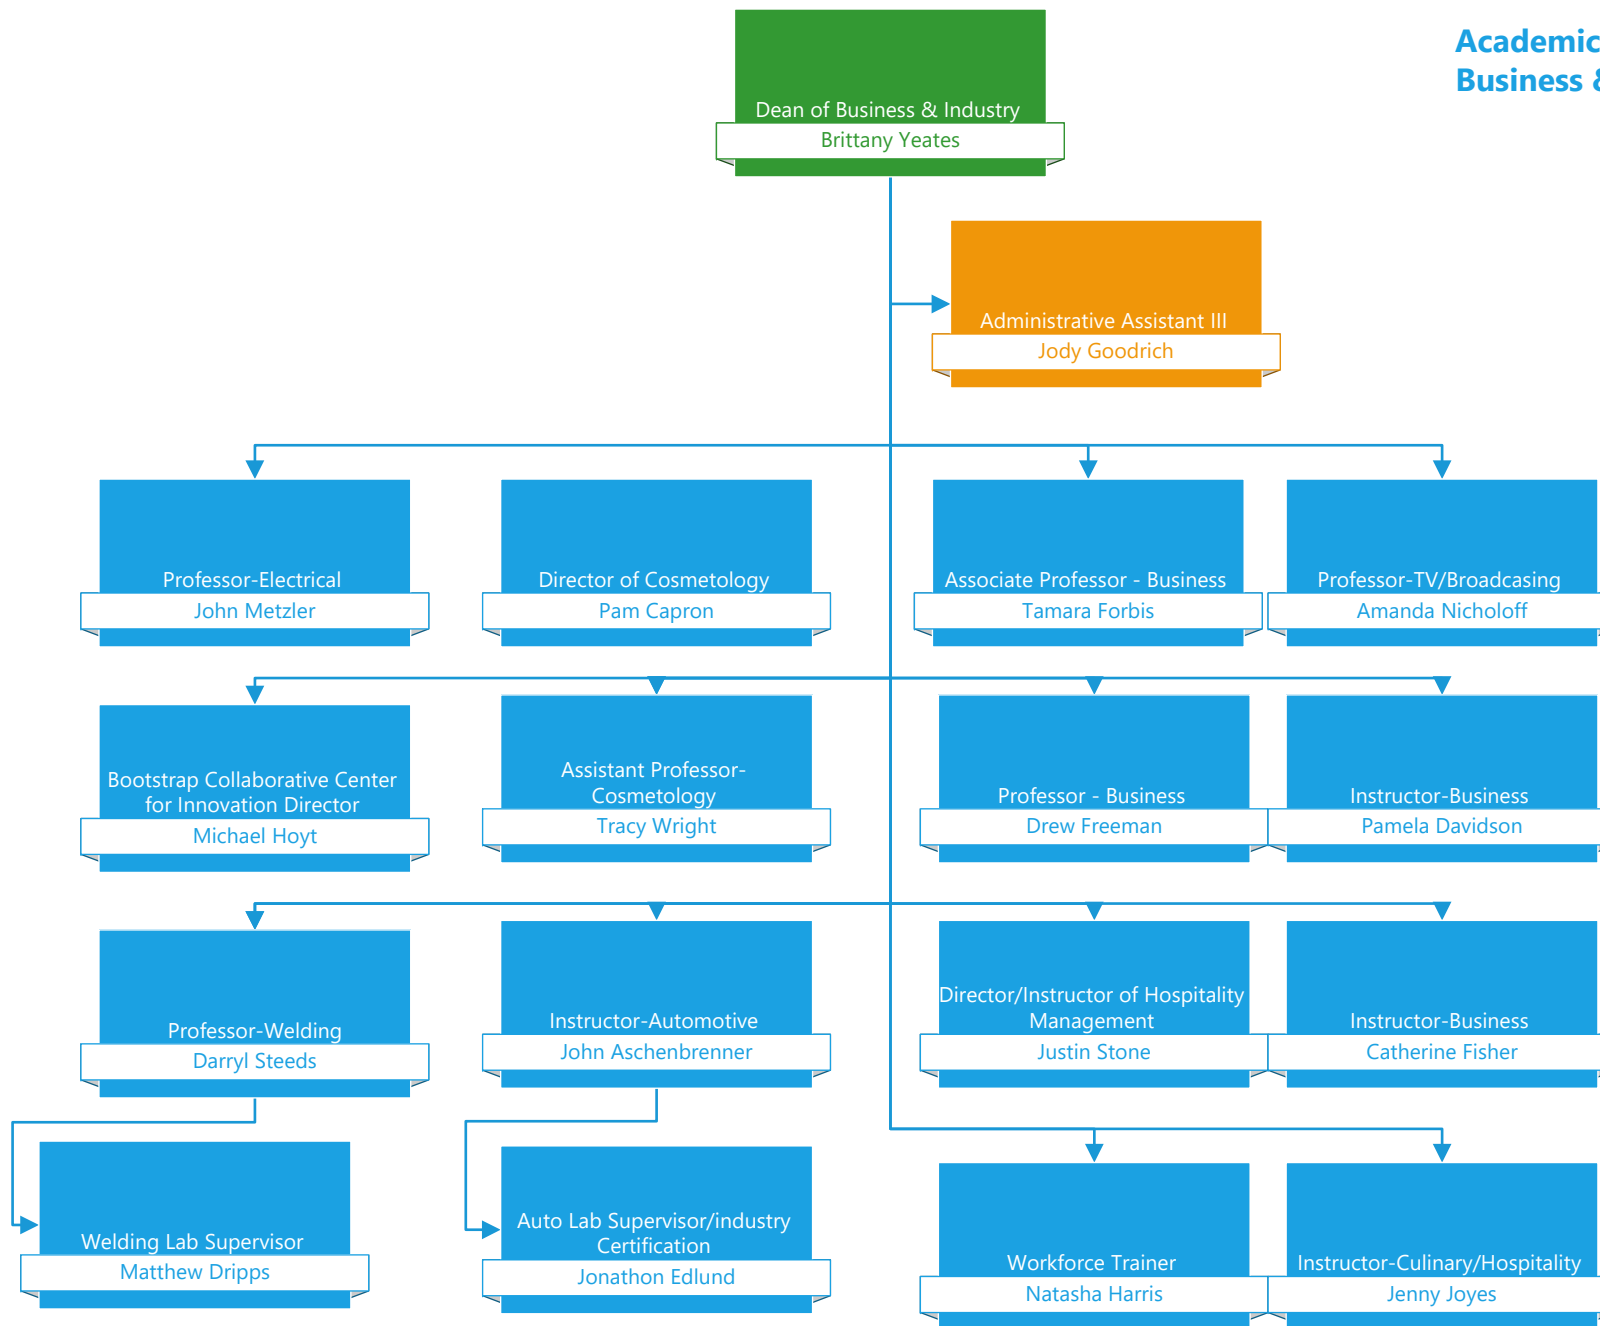 Academic
Business &
Dean of Business & Industry
Brittany Yeates
Administrative Assistant III
Jody Goodrich
Professor-Electrical
John Metzler
Director of Cosmetology
Pam Capron
Associate Professor - Business
Tamara Forbis
Professor-TV/Broadcasing
Amanda Nicholoff
Bootstrap Collaborative Center
for Innovation Director
Michael Hoyt
Assistant Professor-
Cosmetology
Tracy Wright
Professor - Business
Drew Freeman
Instructor-Business
Pamela Davidson
Professor-Welding
Darryl Steeds
Instructor-Automotive
John Aschenbrenner
Director/Instructor of Hospitality
Management
Justin Stone
Instructor-Business
Catherine Fisher
Welding Lab Supervisor
Matthew Dripps
Auto Lab Supervisor/industry
Certification
Jonathon Edlund
Workforce Trainer
Natasha Harris
Instructor-Culinary/Hospitality
Jenny Joyes